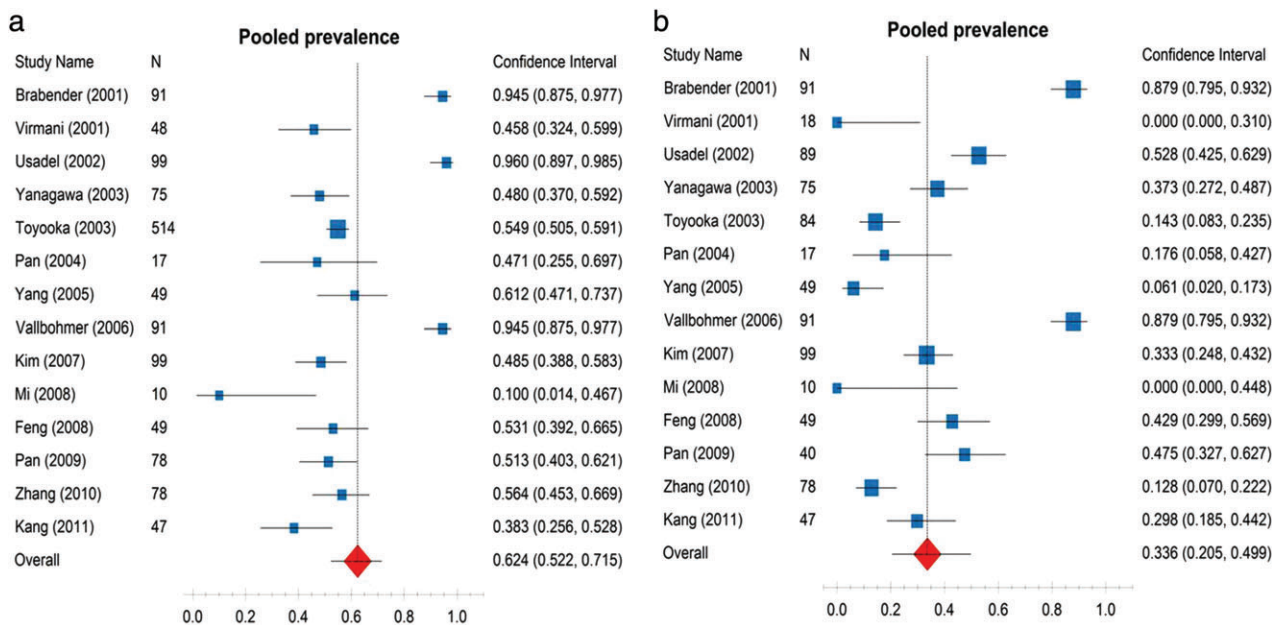 a
Pooled prevalence
Study Name N Confidence Interval
Brabender (2001) 91 0.945 (0.875, 0.977)
Virmani (2001) 48 0.458 (0.324, 0.599)
Usadel (2002) 99 0.960 (0.897, 0.985)
Yanagawa (2003) 75 0.480 (0.370, 0.592)
Toyooka (2003) 514 0.549 (0.505, 0.591)
Pan (2004) 17 0.471 (0.255, 0.697)
Yang (2005) 49 0.612 (0.471, 0.737)
Vallbohmer (2006) 91 0.945 (0.875, 0.977)
Kim (2007) 99 0.485 (0.388, 0.583)
Mi (2008) 10 0.100 (0.014, 0.467)
Feng (2008) 49 0.531 (0.392, 0.665)
Pan (2009) 78 0.513 (0.403, 0.621)
Zhang (2010) 78 0.564 (0.453, 0.669)
Kang (2011) 47 0.383 (0.256, 0.528)
Overall 0.624 (0.522, 0.715)
0.0 0.2 0.4 0.6 0.8 1.0
b
Pooled prevalence
Study Name N Confidence Interval
Brabender (2001) 91 0.879 (0.795, 0.932)
Virmani (2001) 18 0.000 (0.000, 0.310)
Usadel (2002) 89 0.528 (0.425, 0.629)
Yanagawa (2003) 75 0.373 (0.272, 0.487)
Toyooka (2003) 84 0.143 (0.083, 0.235)
Pan (2004) 17 0.176 (0.058, 0.427)
Yang (2005) 49 0.061 (0.020, 0.173)
Vallbohmer (2006) 91 0.879 (0.795, 0.932)
Kim (2007) 99 0.333 (0.248, 0.432)
Mi (2008) 10 0.000 (0.000, 0.448)
Feng (2008) 49 0.429 (0.299, 0.569)
Pan (2009) 40 0.475 (0.327, 0.627)
Zhang (2010) 78 0.128 (0.070, 0.222)
Kang (2011) 47 0.298 (0.185, 0.442)
Overall 0.336 (0.205, 0.499)
0.0 0.2 0.4 0.6 0.8 1.0